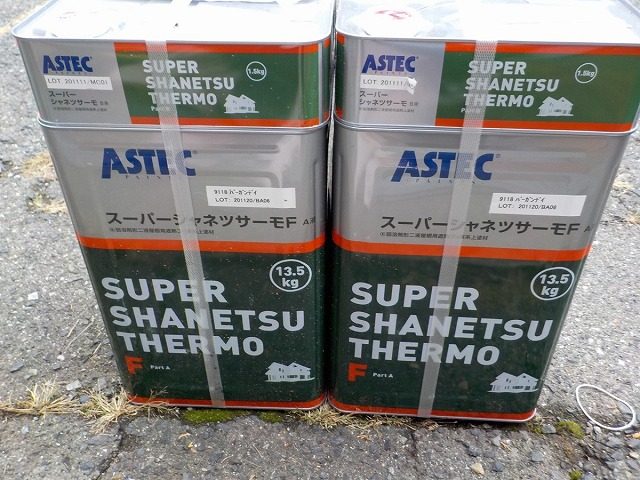 ASTEC
LOT 201111/MC01
スーパー
シャネツサーモ
SUPER
SHANETSU
THERMO
1.5kg
ASTEC
PAINTS
9118 バーガンディ
LOT: 201120/BA06
スーパーシャネツサーモF A液
SUPER
SHANETSU
THERMO
F Part A
13.5
kg
ASTEC
LOT 201111
スーパー
シャネツサーモ
SUPER
SHANETSU
THERMO
1.5kg
ASTEC
9118 バーガンディ
LOT: 201120/BA06
スーパーシャネツサーモF
SUPER
SHANETSU
THERMO
F Part A
13.5
kg